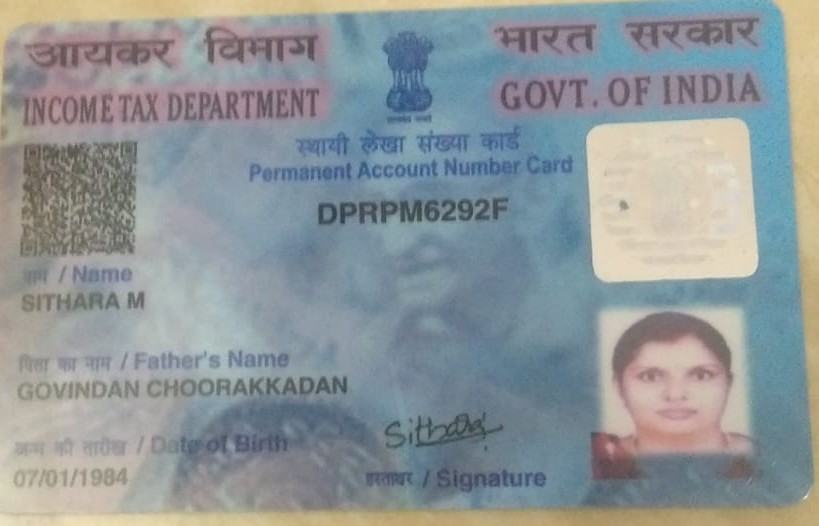 आयकर विभाग
INCOME TAX DEPARTMENT
भारत सरकार
GOVT. OF INDIA
स्थायी लेखा संख्या कार्ड
Permanent Account Number Card
DPRPM6292F
नाम / Name
SITHARA M
पिता का नाम / Father's Name
GOVINDAN CHOORAKKADAN
जन्म की तारीख / Date of Birth
07/01/1984
Sithara
हस्ताक्षर / Signature